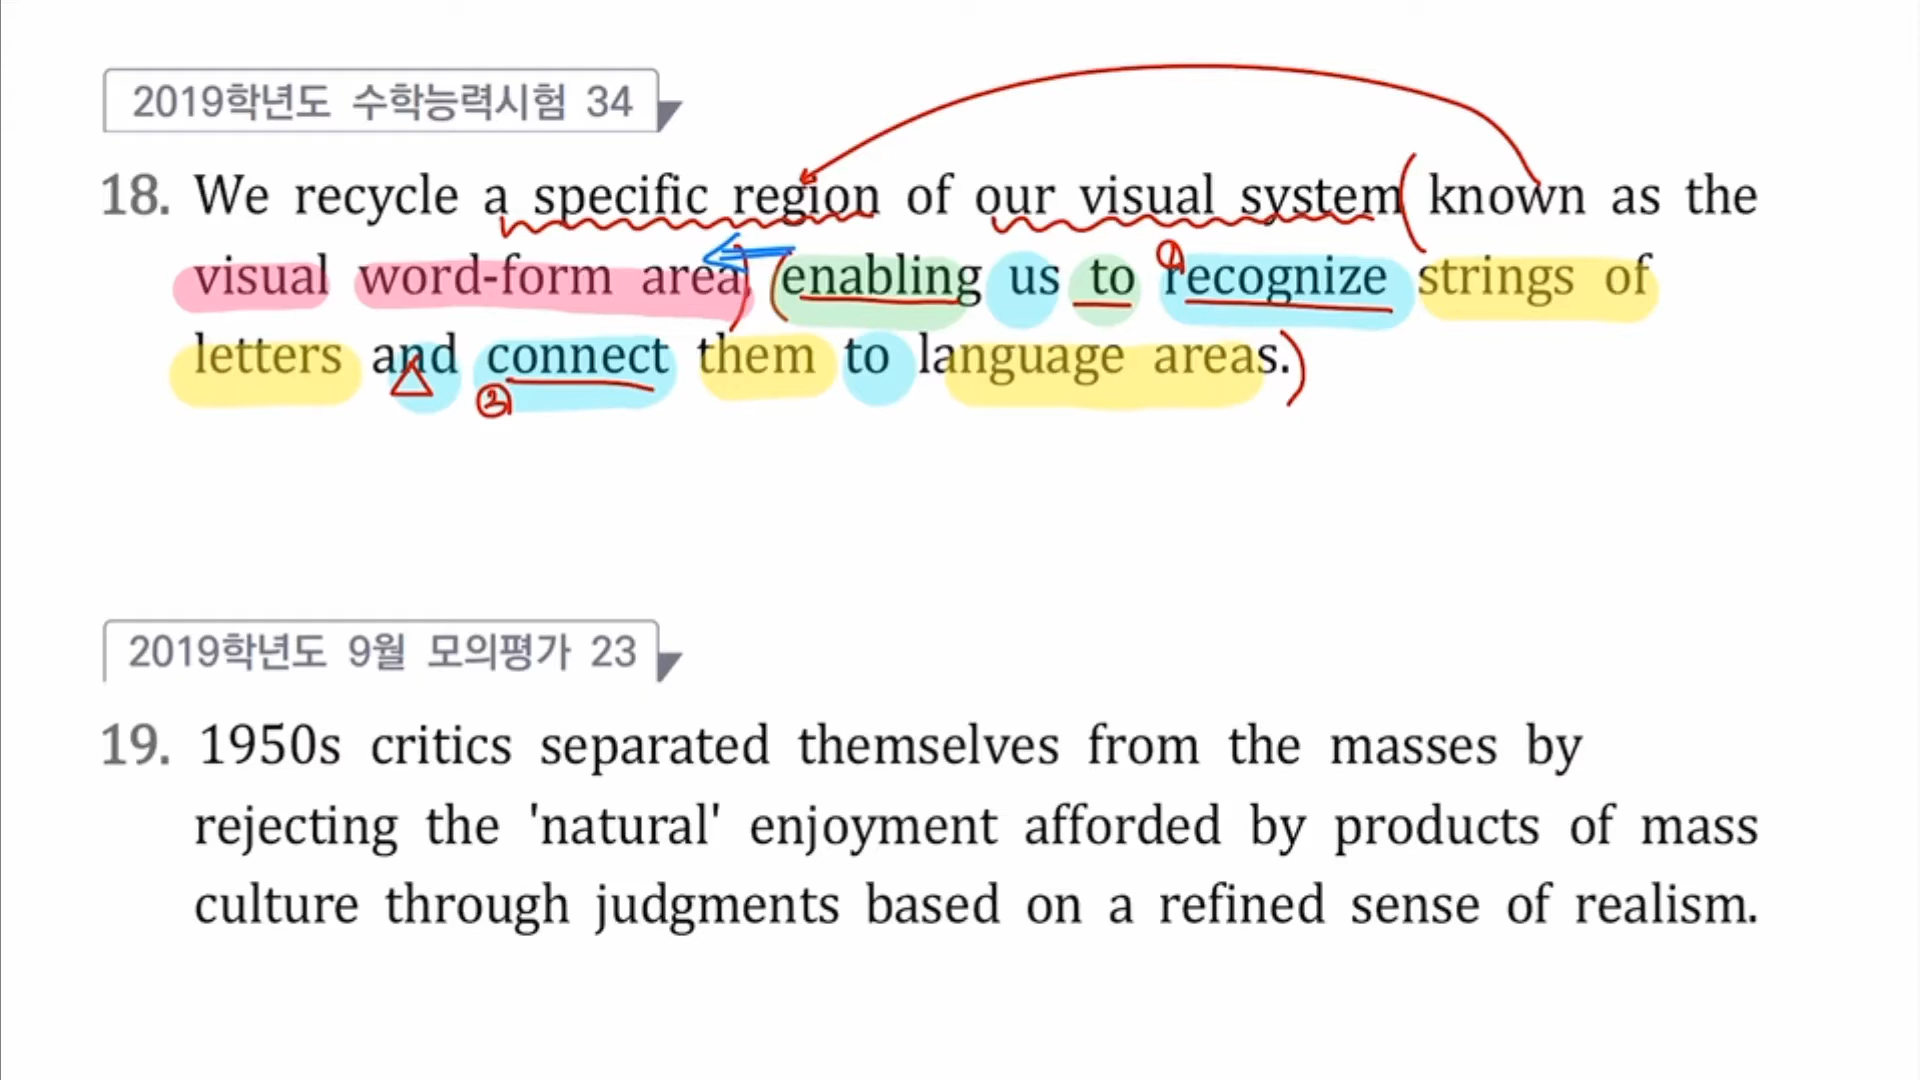 2019학년도 수학능력시험 34
18. We recycle a specific region of our visual system known as the
visual word-form area, enabling us to recognize strings of
letters and connect them to language areas.
①
②
2019학년도 9월 모의평가 23
19. 1950s critics separated themselves from the masses by
rejecting the 'natural' enjoyment afforded by products of mass
culture through judgments based on a refined sense of realism.